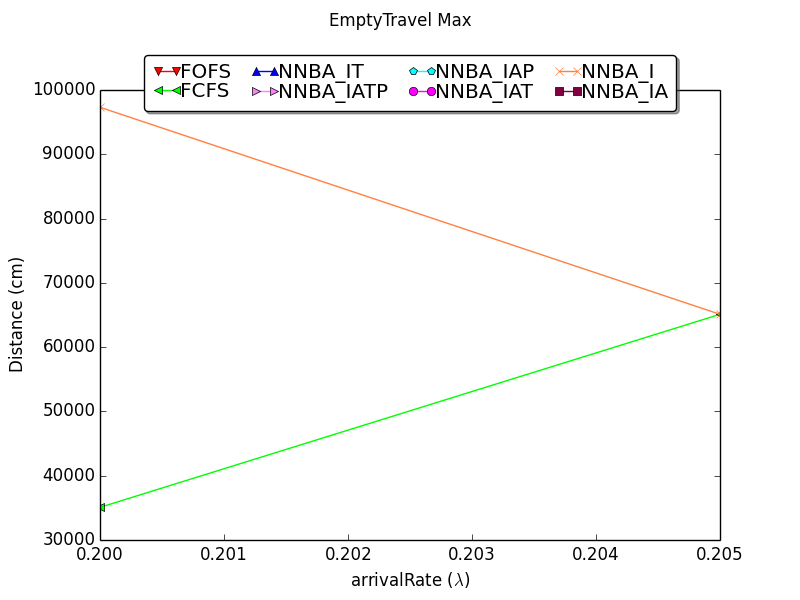 EmptyTravel Max
FOFS NNBA_IT NNBA_IAP NNBA_I
FCFS NNBA_IATP NNBA_IAT NNBA_IA
100000
90000
80000
70000
60000
50000
40000
30000
Distance (cm)
0.200 0.201 0.202 0.203 0.204 0.205
arrivalRate (λ)